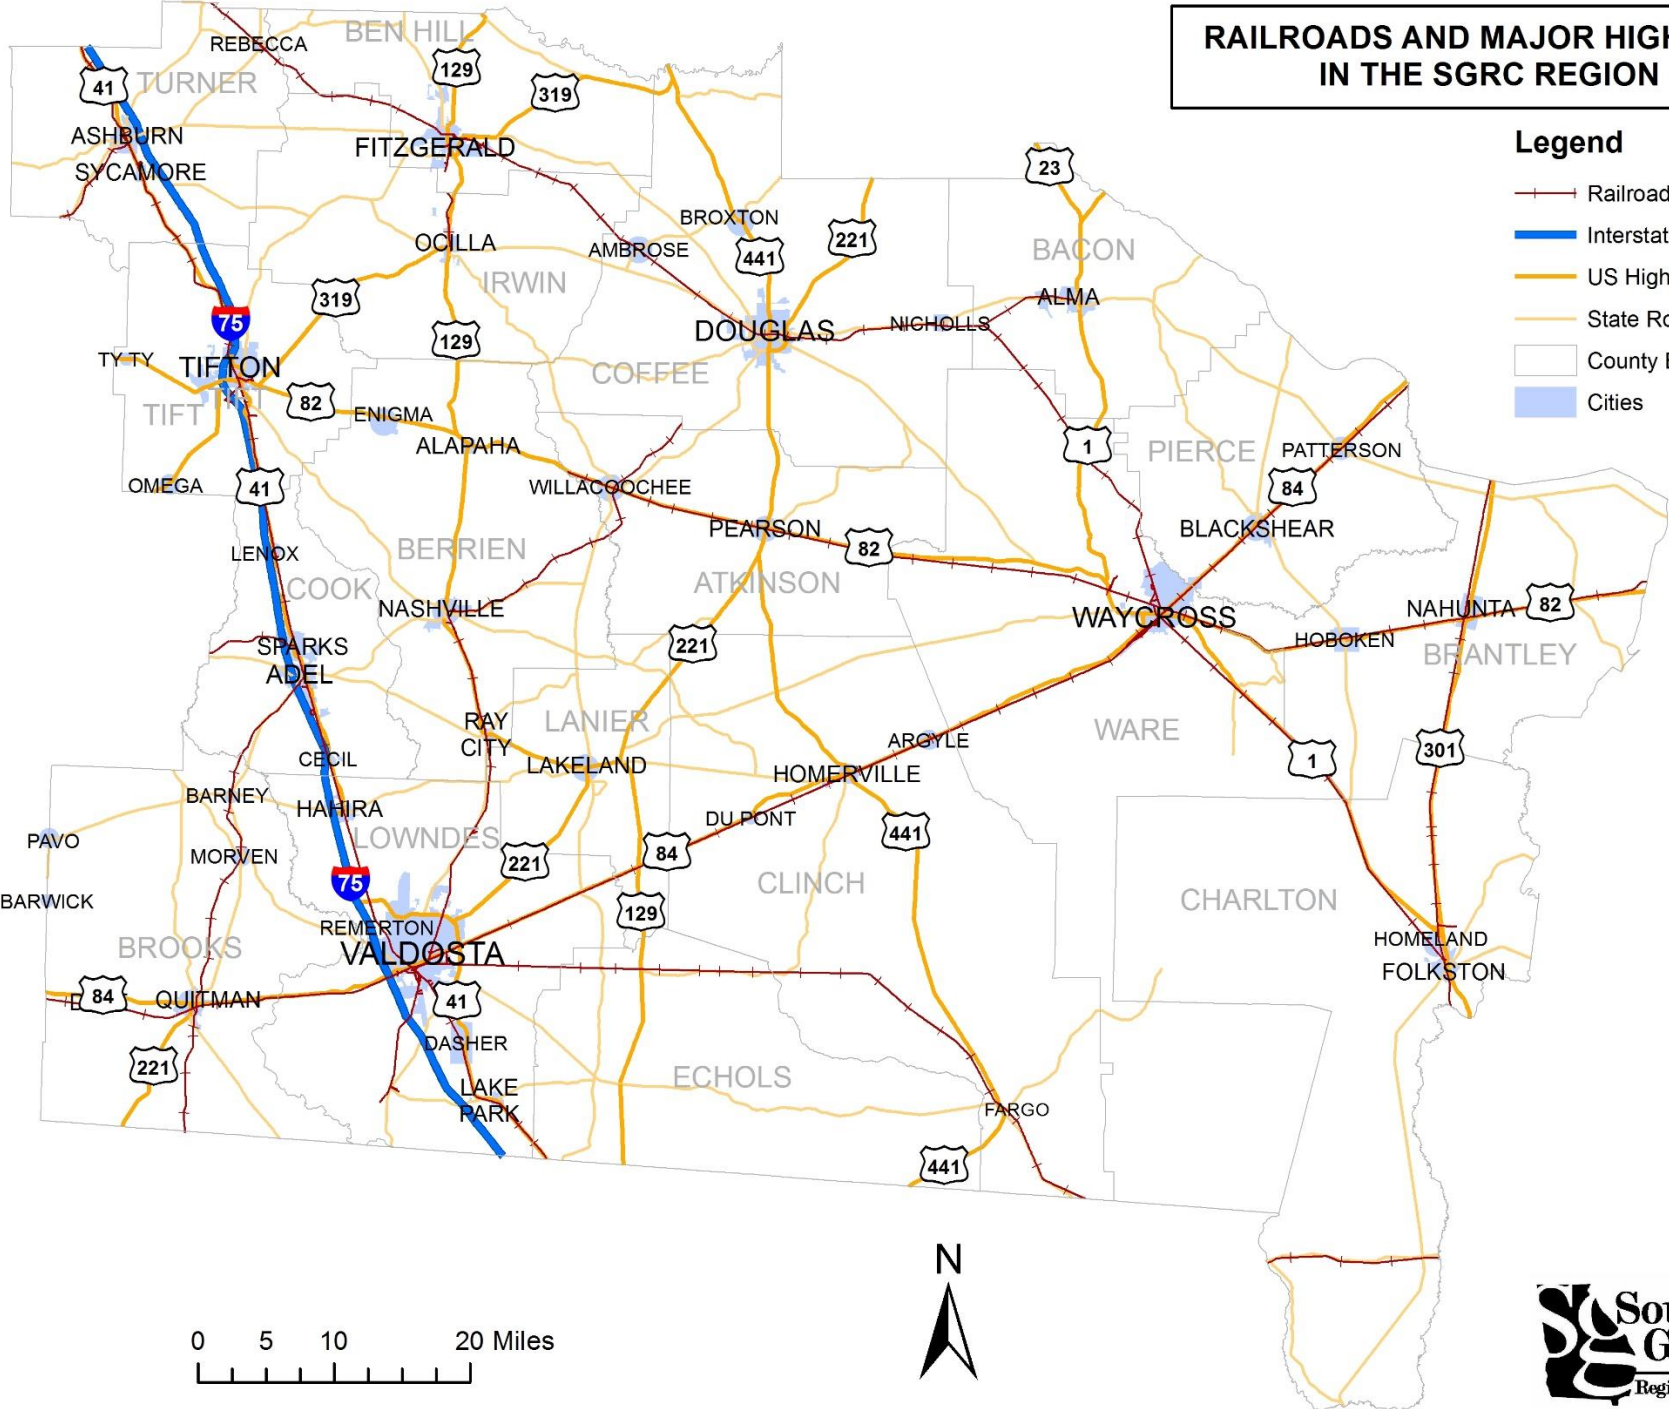 RAILROADS AND MAJOR
IN THE SGRC REGION
Legend
Railroad
US
State
County
Cities
BEN HILL
REBECCA
129
41
TURNER
319
ASHBURN
FITZGERALD
SYCAMORE
23
BROXTON
OCILLA
AMBROSE
441
221
BACON
IRWIN
319
ALMA
75
DOUGLAS
NICHOLLS
129
TY TY
TIFTON
COFFEE
82
TIFT
TIFT
ENIGMA
ALAPAHA
1
PIERCE
PATTERSON
OMEGA
41
WILLACOOCHEE
84
PEARSON
BLACKSHEAR
LENOX
BERRIEN
82
COOK
ATKINSON
NASHVILLE
WAYCROSS
NAHUNTA
82
SPARKS
221
HOBOKEN
BRANTLEY
ADEL
RAY
CITY
LANIER
WARE
ARGYLE
301
CECIL
LAKELAND
HOMERVILLE
1
BARNEY
HAHIRA
DU PONT
PAVO
LOWNDES
441
MORVEN
221
84
75
CLINCH
BARWICK
129
CHARLTON
REMERTON
BROOKS
VALDOSTA
HOMELAND
FOLKSTON
84
QUITMAN
41
DASHER
221
LAKE
PARK
ECHOLS
FARGO
441
N
0 5 10 20 Miles